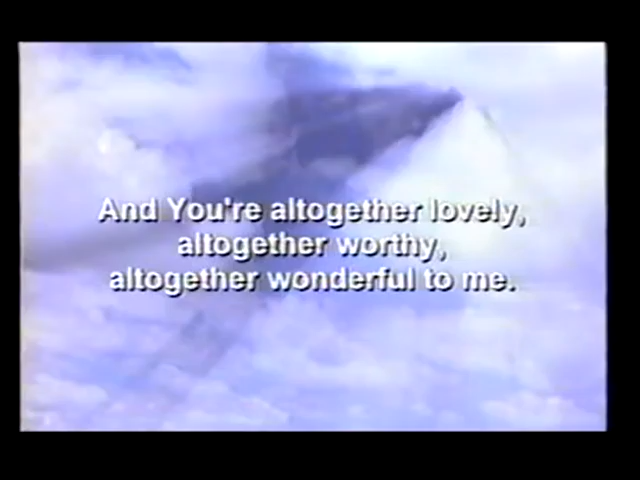 And You're altogether lovely,
altogether worthy,
altogether wonderful to me.